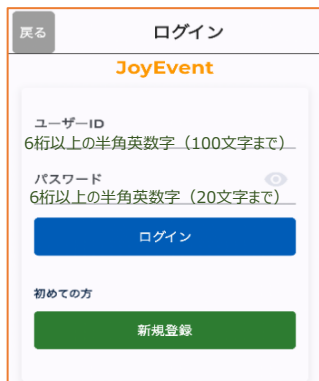 戻る
ログイン
JoyEvent
ユーザーID
6桁以上の半角英数字（100文字まで）
パスワード
6桁以上の半角英数字（20文字まで）
ログイン
初めての方
新規登録